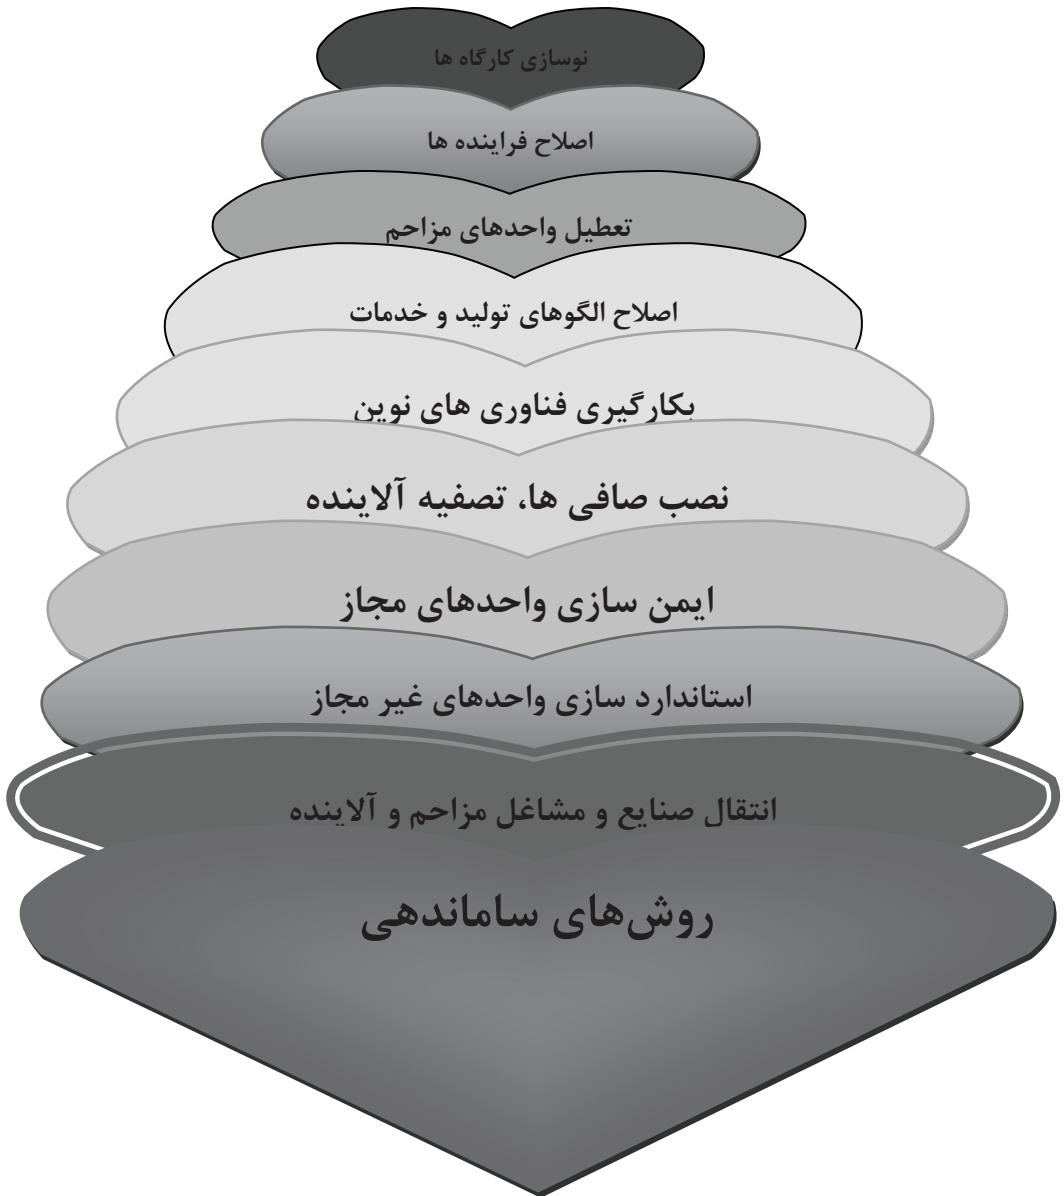 نوسازی کارگاه ها
اصلاح فراینده ها
تعطیل واحدهای مزاحم
اصلاح الگوهای تولید و خدمات
بکارگیری فناوری های نوین
نصب صافی ها، تصفیه آلاینده
ایمن سازی واحدهای مجاز
استاندارد سازی واحدهای غیر مجاز
انتقال صنایع و مشاغل مزاحم و آلاینده
روش‌های ساماندهی